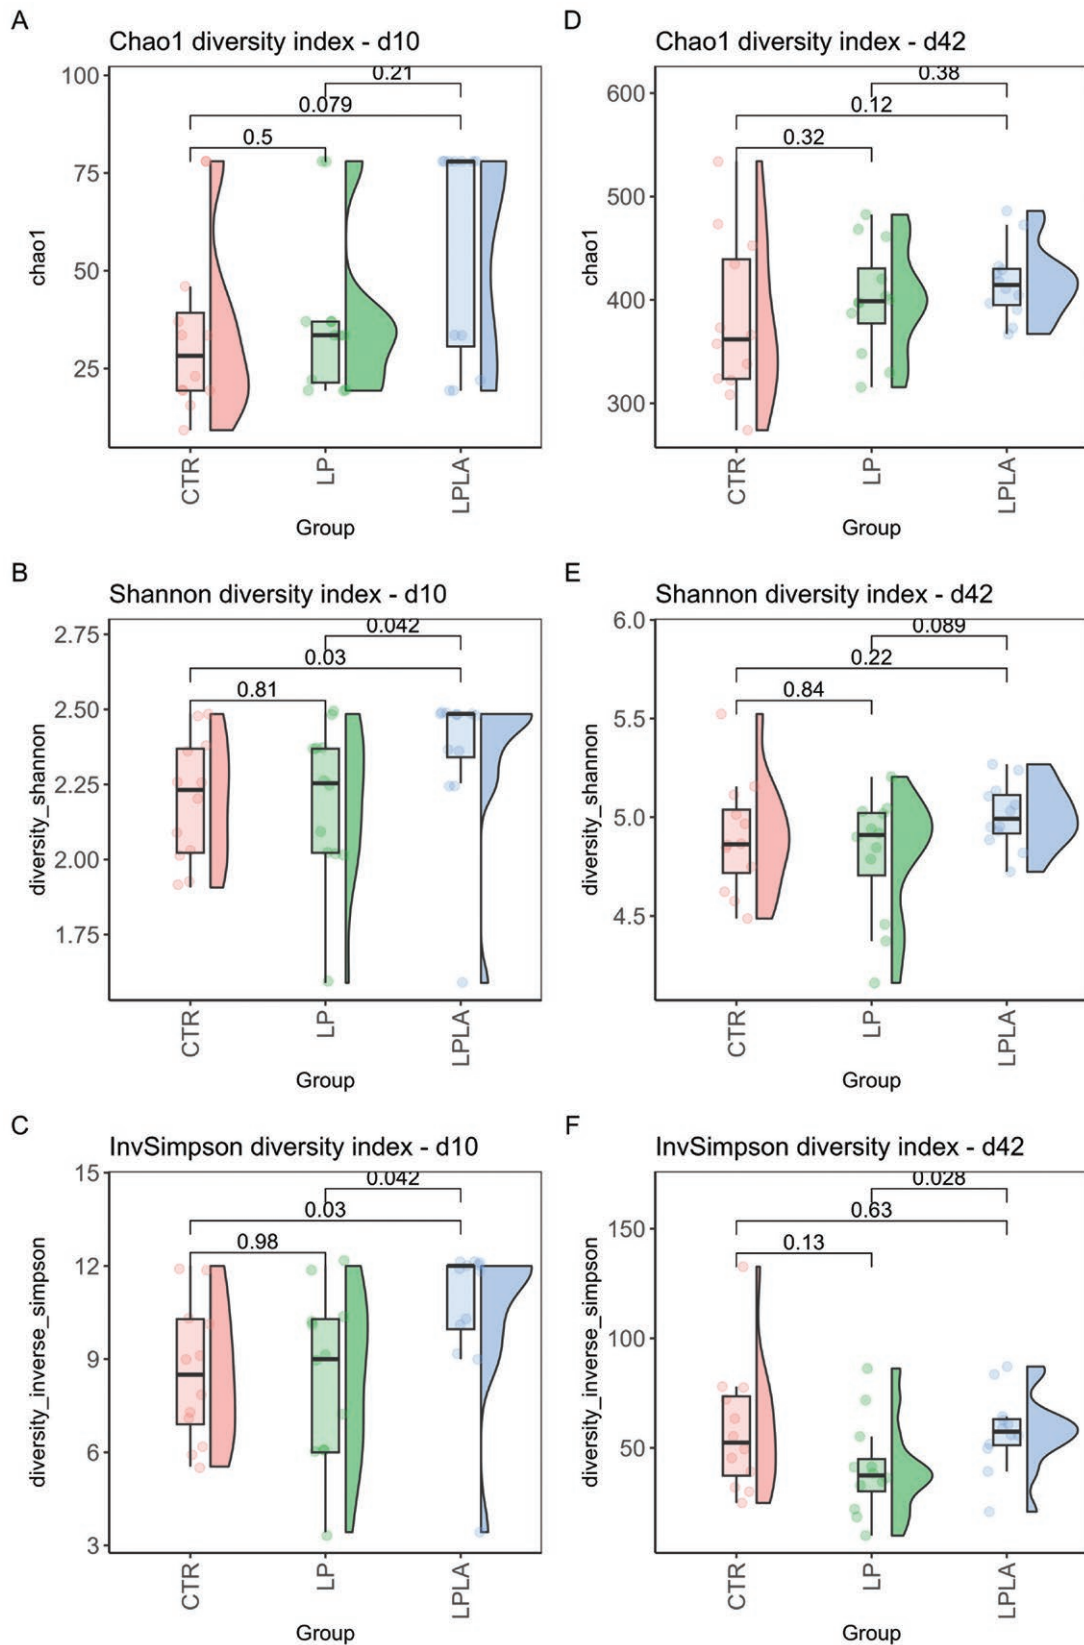 A
Chao1 diversity index - d10
100
75
50
25
chao1
0.21
0.079
0.5
CTR
LP
LPLA
Group
D
Chao1 diversity index - d42
600
500
400
300
chao1
0.38
0.12
0.32
CTR
LP
LPLA
Group
B
Shannon diversity index - d10
2.75
2.50
2.25
2.00
1.75
diversity_shannon
0.042
0.03
0.81
CTR
LP
LPLA
Group
E
Shannon diversity index - d42
6.0
5.5
5.0
4.5
diversity_shannon
0.089
0.22
0.84
CTR
LP
LPLA
Group
C
InvSimpson diversity index - d10
15
12
9
6
3
diversity_inverse_simpson
0.042
0.03
0.98
CTR
LP
LPLA
Group
F
InvSimpson diversity index - d42
150
100
50
diversity_inverse_simpson
0.028
0.63
0.13
CTR
LP
LPLA
Group